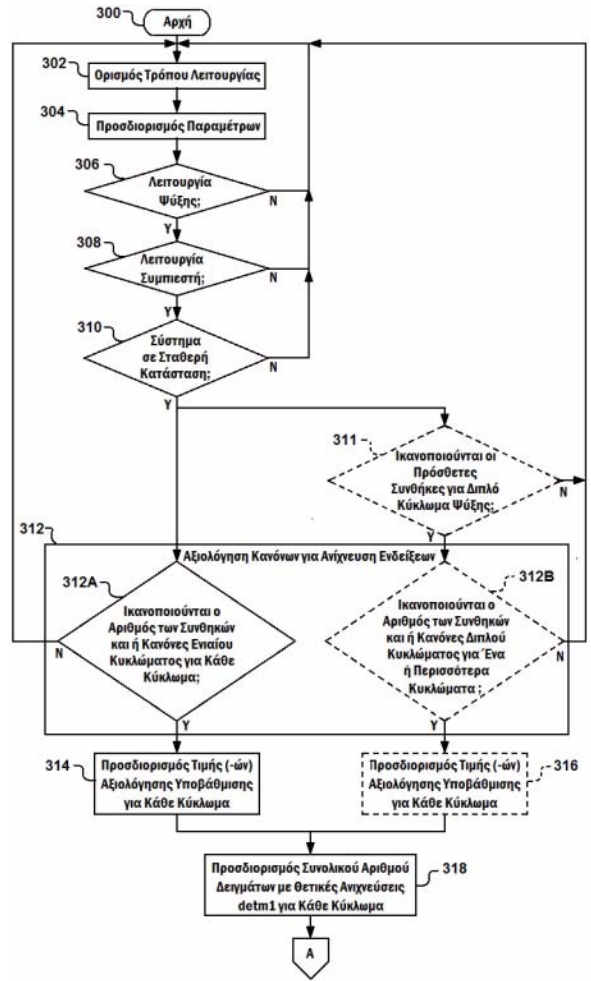 300
Αρχή
302
Ορισμός Τρόπου Λειτουργίας
304
Προσδιορισμός Παραμέτρων
306
Λειτουργία
Ψύξης;
N
Y
308
Λειτουργία
Συμπιεστή;
N
Y
310
Σύστημα
σε Σταθερή
Κατάσταση;
N
Y
311
Ικανοποιούνται οι
Πρόσθετες
Συνθήκες για Διπλό
Κύκλωμα Ψύξης;
N
Y
312
Αξιολόγηση Κανόνων για Ανίχνευση Ενδείξεων
312A
Ικανοποιούνται ο
Αριθμός των Συνθηκών
και ή Κανόνες Ενιαίου
Κυκλώματος για Κάθε
Κύκλωμα;
N
Y
312B
Ικανοποιούνται ο
Αριθμός των Συνθηκών
και ή Κανόνες Διπλού
Κυκλώματος για Ένα
ή Περισσότερα
Κυκλώματα ;
N
Y
314
Προσδιορισμός Τιμής (-ών)
Αξιολόγησης Υποβάθμισης
για Κάθε Κύκλωμα
316
Προσδιορισμός Τιμής (-ών)
Αξιολόγησης Υποβάθμισης
για Κάθε Κύκλωμα
318
Προσδιορισμός Συνολικού Αριθμού
Δειγμάτων με Θετικές Ανιχνεύσεις
detm1 για Κάθε Κύκλωμα
A